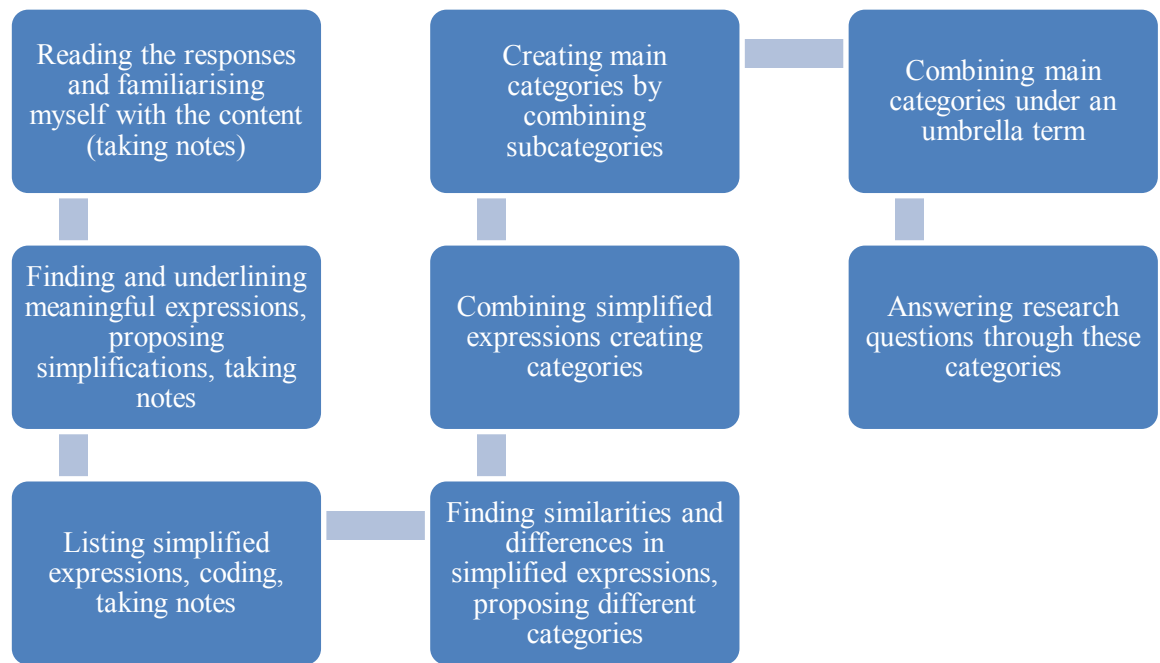 Reading the responses
and familiarising
myself with the content
(taking notes)
Finding and underlining
meaningful expressions,
proposing
simplifications, taking
notes
Listing simplified
expressions, coding,
taking notes
Finding similarities and
differences in
simplified expressions,
proposing different
categories
Combining simplified
expressions creating
categories
Creating main
categories by
combining
subcategories
Combining main
categories under an
umbrella term
Answering research
questions through these
categories